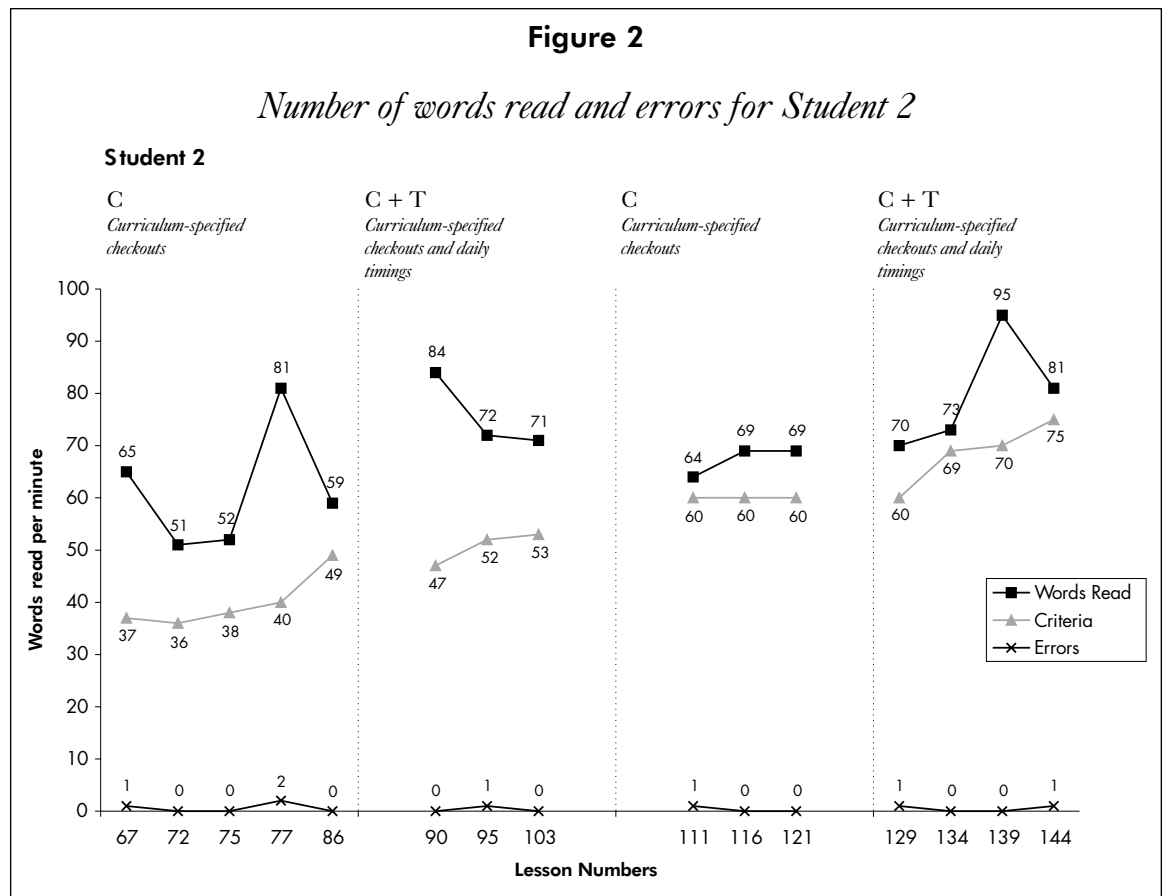 Figure 2
Number of words read and errors for Student 2
Student 2
C
Curriculum-specified
checkouts
C + T
Curriculum-specified
checkouts and daily
timings
C
Curriculum-specified
checkouts
C + T
Curriculum-specified
checkouts and daily
timings
Words read per minute
100
90
80
70
60
50
40
30
20
10
0
65
51
52
81
59
37
36
38
40
49
1
0
0
2
0
84
72
71
47
52
53
0
1
0
64
69
69
60
60
60
1
0
0
70
73
95
81
60
69
70
75
1
0
0
1
Words Read
Criteria
Errors
67 72 75 77 86 90 95 103 111 116 121 129 134 139 144
Lesson Numbers